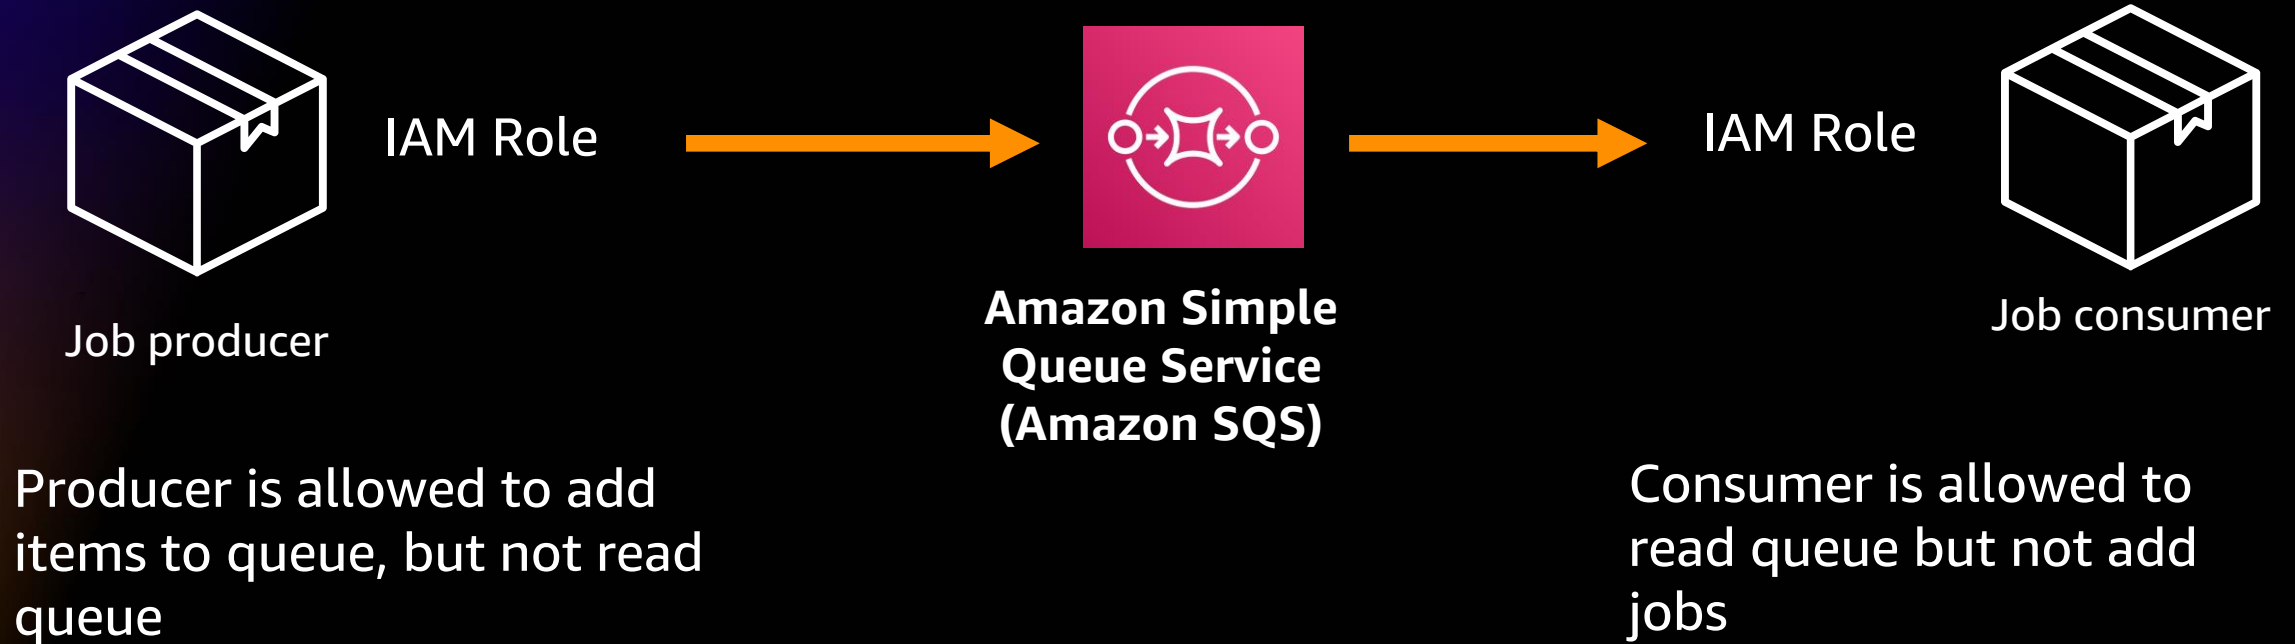 IAM Role
Job producer
Producer is allowed to add
items to queue, but not read
queue
Amazon Simple
Queue Service
(Amazon SQS)
IAM Role
Job consumer
Consumer is allowed to
read queue but not add
jobs